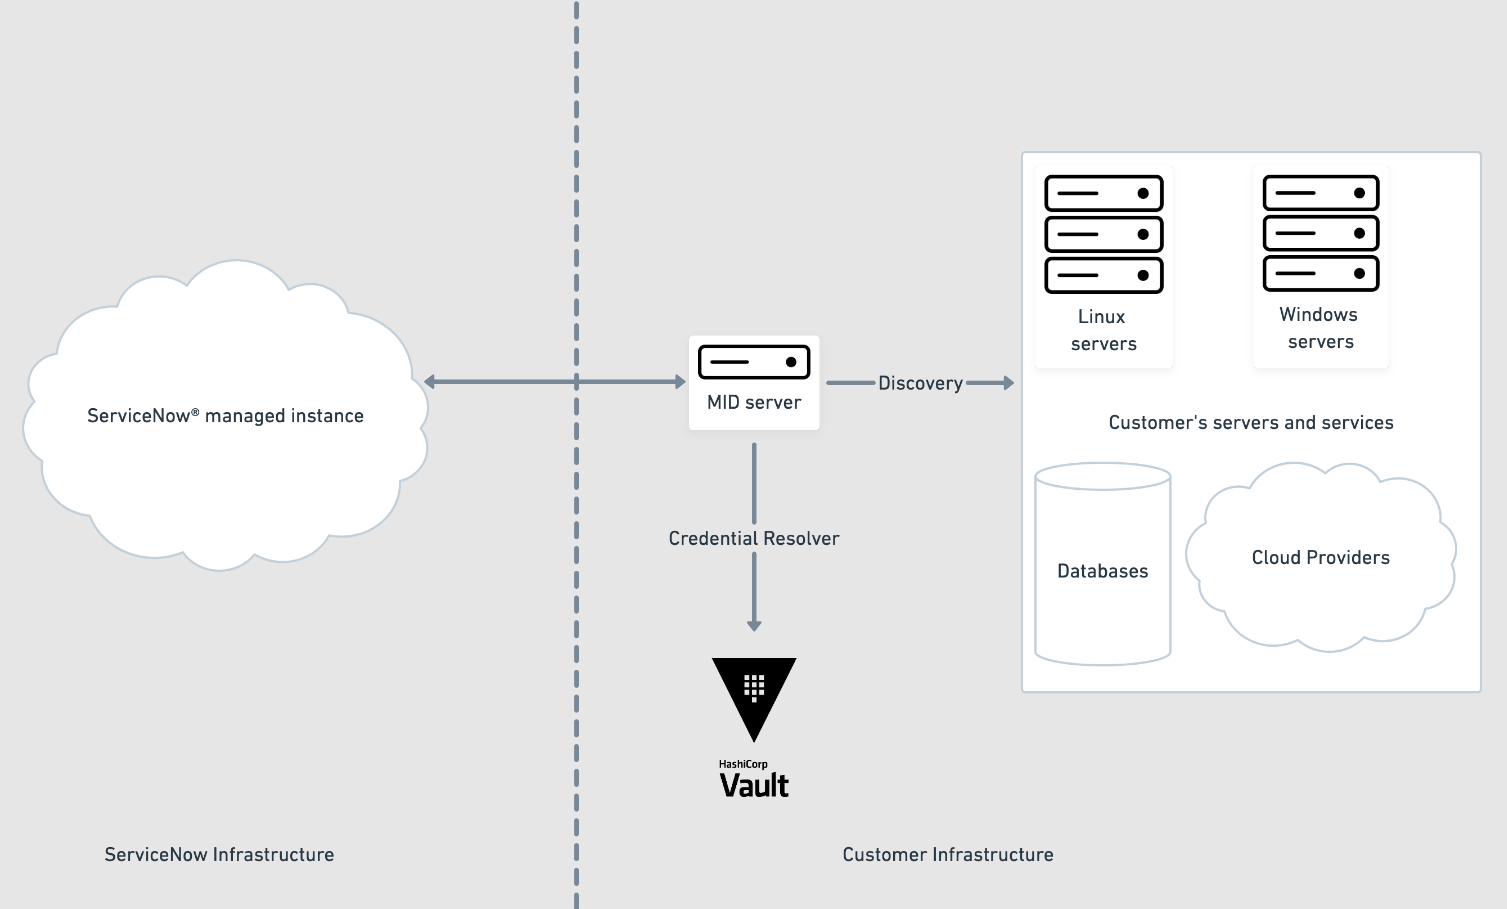 Linux
servers
Windows
servers
MID server
Discovery
ServiceNow® managed instance
Customer's servers and services
Credential Resolver
Databases
Cloud Providers
HashiCorp
Vault
ServiceNow Infrastructure
Customer Infrastructure